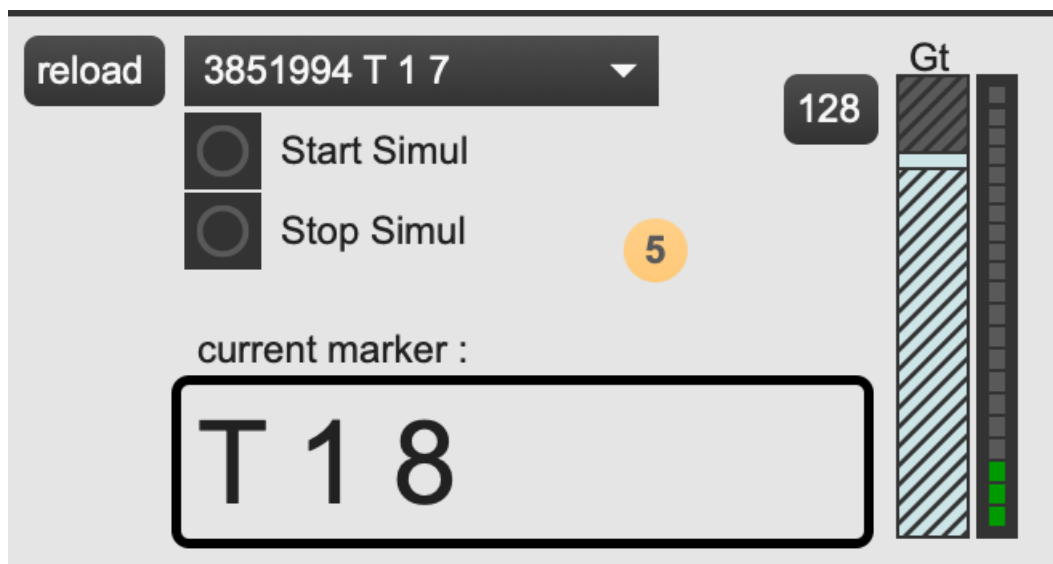 reload 3851994 T 1 7
Gt
128
Start Simul
Stop Simul
5
current marker :
T 1 8